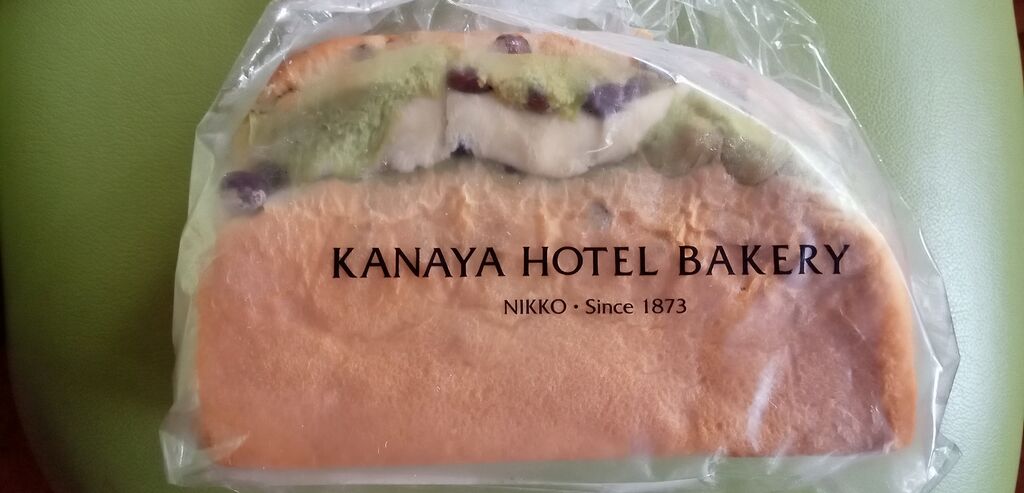 KANAYA HOTEL BAKERY
NIKKO・Since 1873